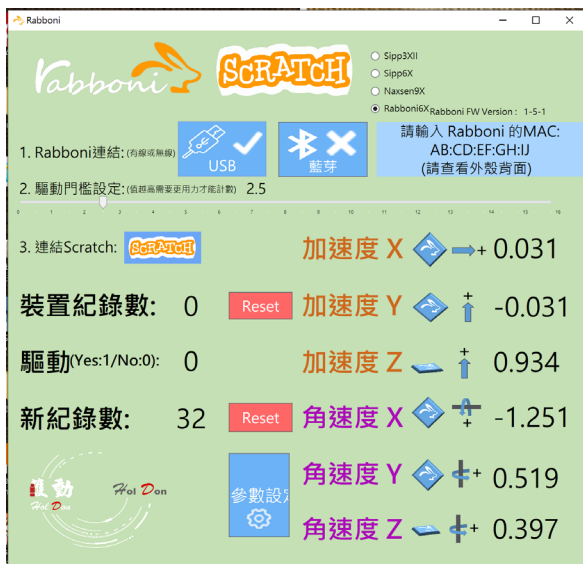 Rabboni
rabboni
SCRATCH
Sipp3XII
Sipp6X
Naxsen9X
Rabboni6X
Rabboni FW Version : 1-5-1
1. Rabboni連結: (有線或無線)
USB
藍芽
請輸入 Rabboni 的MAC:
AB:CD:EF:GH:IJ
(請查看外殼背面)
2. 驅動門檻設定: (值越高需要更用力才能計數) 2.5
0 1 2 3 4 5 6 7 8 9 10 11 12 13 14 15 16
3. 連結Scratch: SCRATCH
加速度 X + 0.031
裝置紀錄數: 0 Reset
加速度 Y + -0.031
驅動(Yes:1/No:0): 0
加速度 Z + 0.934
新紀錄數: 32 Reset
角速度 X + -1.251
參數設
角速度 Y + 0.519
角速度 Z + 0.397
動
Hol Don
Hol Don